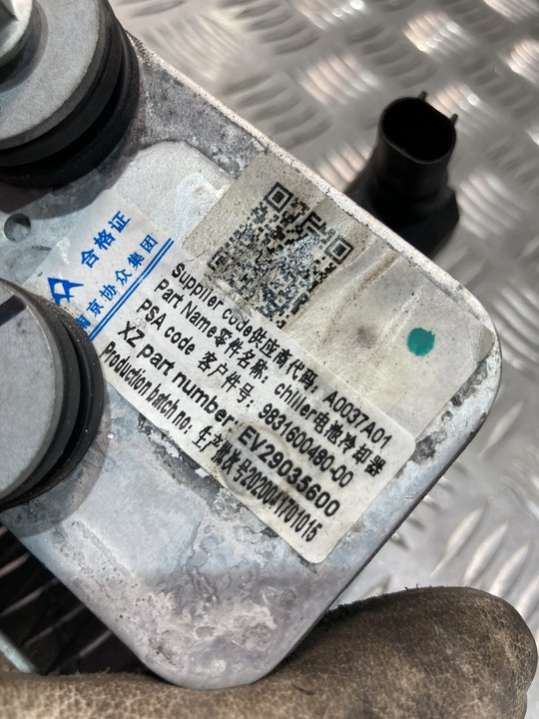 合格证
南京协众集团
Supplier code供应商代码: A0037A01
Part Name零件名称: chiller电池冷却器
PSA code 客户件号: 9831600480-00
XZ part number: EV29035600
Production batch no: 生产批次号2020041701015